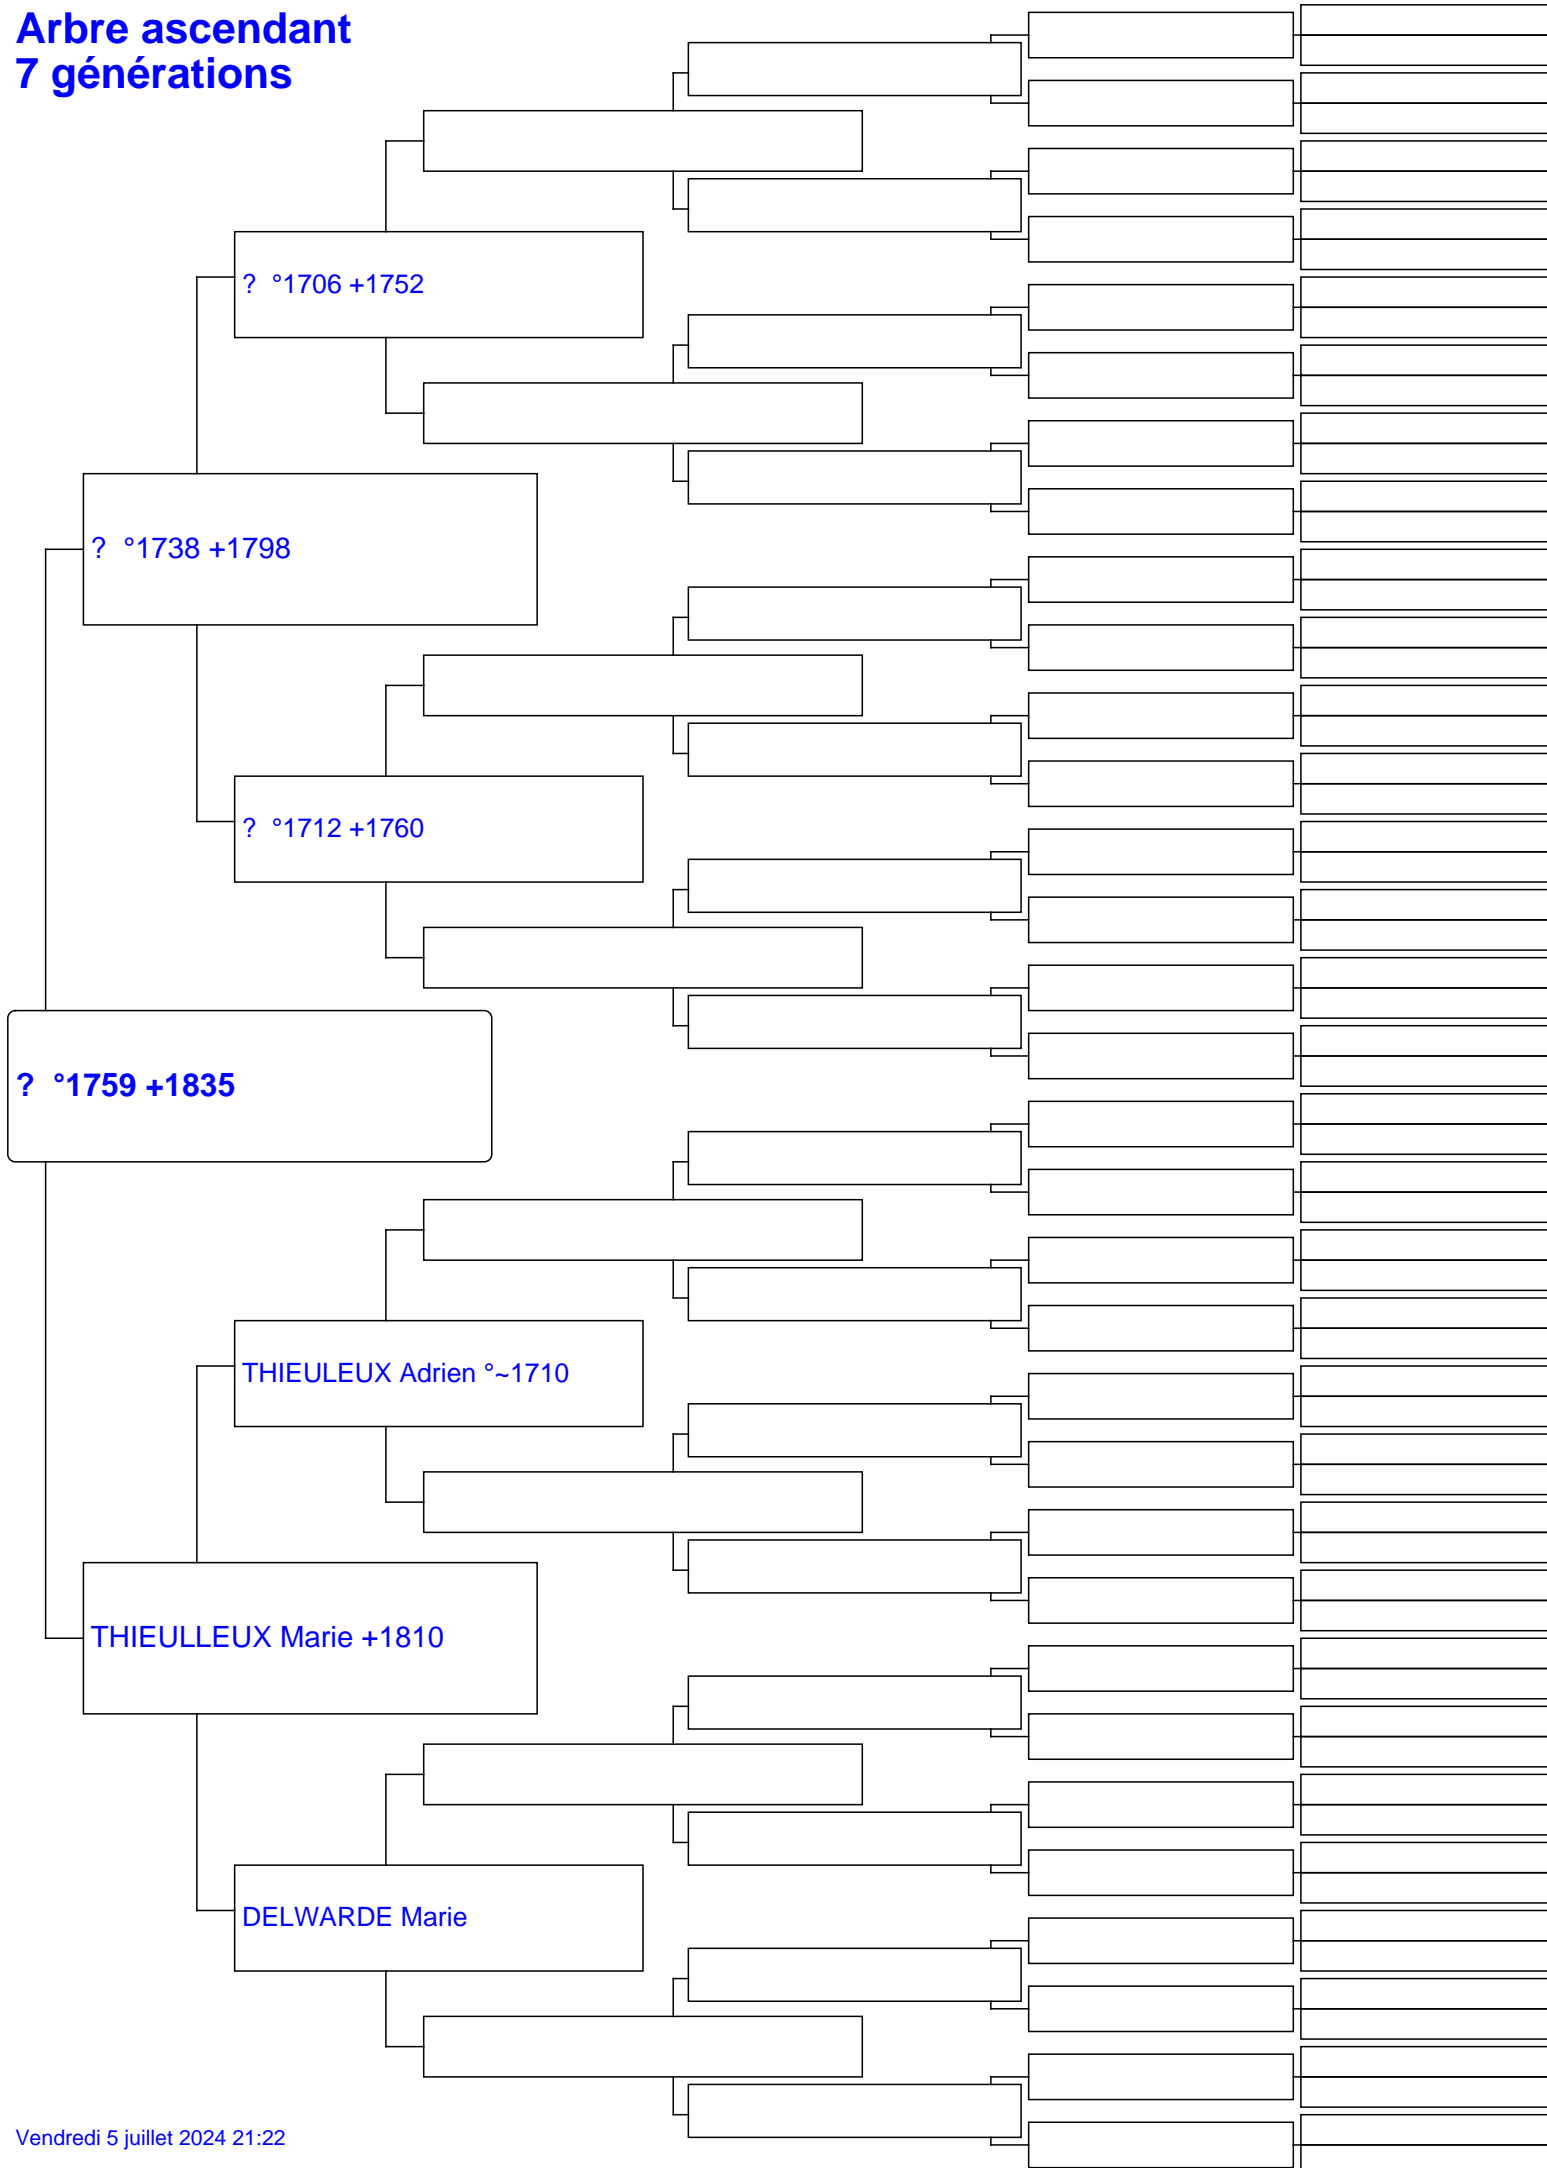 Arbre ascendant
7 générations
? °1706 +1752
? °1738 +1798
? °1712 +1760
? °1759 +1835
THIEULEUX Adrien °~1710
THIEULLEUX Marie +1810
DELWARDE Marie
Vendredi 5 juillet 2024 21:22